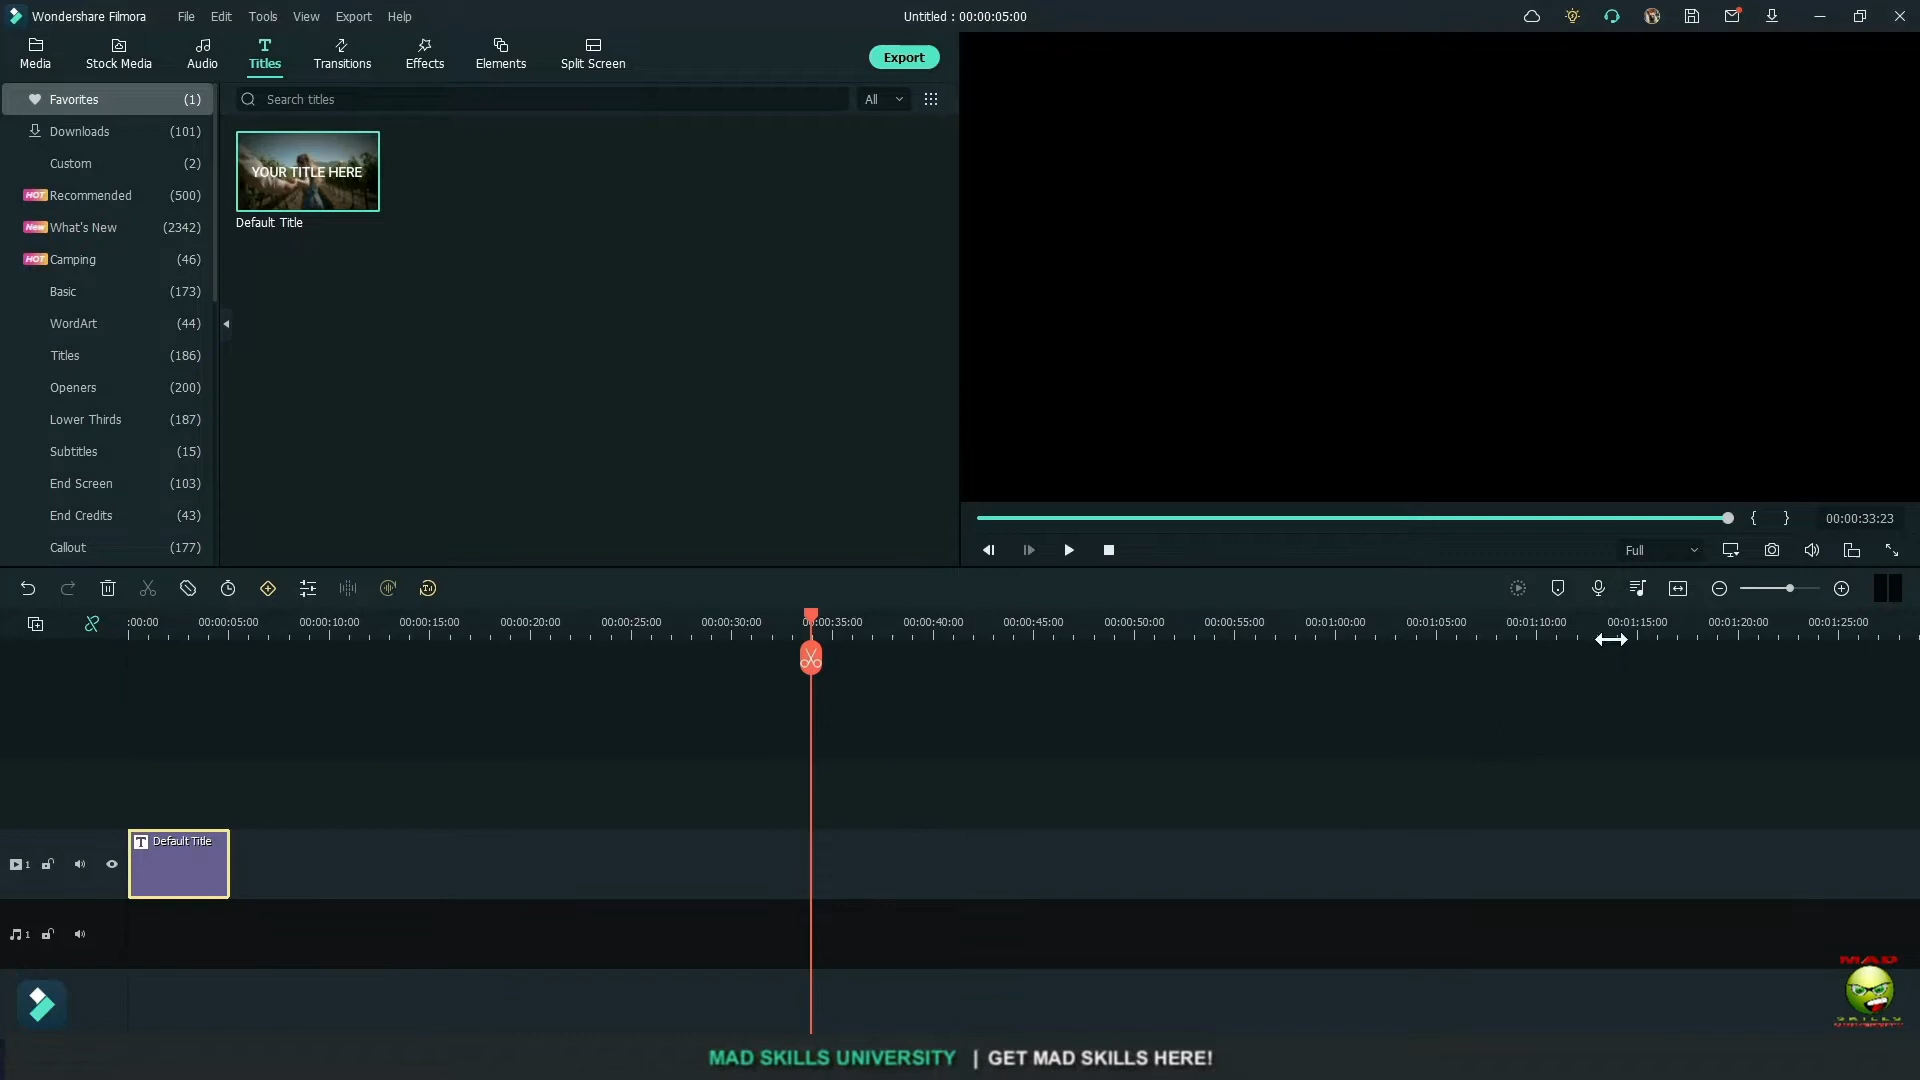 Wondershare Filmora
File
Edit
Tools
View
Export
Help
Untitled : 00:00:05:00
Media
Stock Media
Audio
Titles
Transitions
Effects
Elements
Split Screen
Export
Favorites (1)
Downloads (101)
Custom (2)
HOT Recommended (500)
New What's New (2342)
HOT Camping (46)
Basic (173)
WordArt (44)
Titles (186)
Openers (200)
Lower Thirds (187)
Subtitles (15)
End Screen (103)
End Credits (43)
Callout (177)
Search titles
All
YOUR TITLE HERE
Default Title
{ }
00:00:33:23
Full
:00:00
00:00:05:00
00:00:10:00
00:00:15:00
00:00:20:00
00:00:25:00
00:00:30:00
00:00:35:00
00:00:40:00
00:00:45:00
00:00:50:00
00:00:55:00
00:01:00:00
00:01:05:00
00:01:10:00
00:01:15:00
00:01:20:00
00:01:25:00
1
T Default Title
1
MAD
SKILLS
MAD SKILLS UNIVERSITY | GET MAD SKILLS HERE!